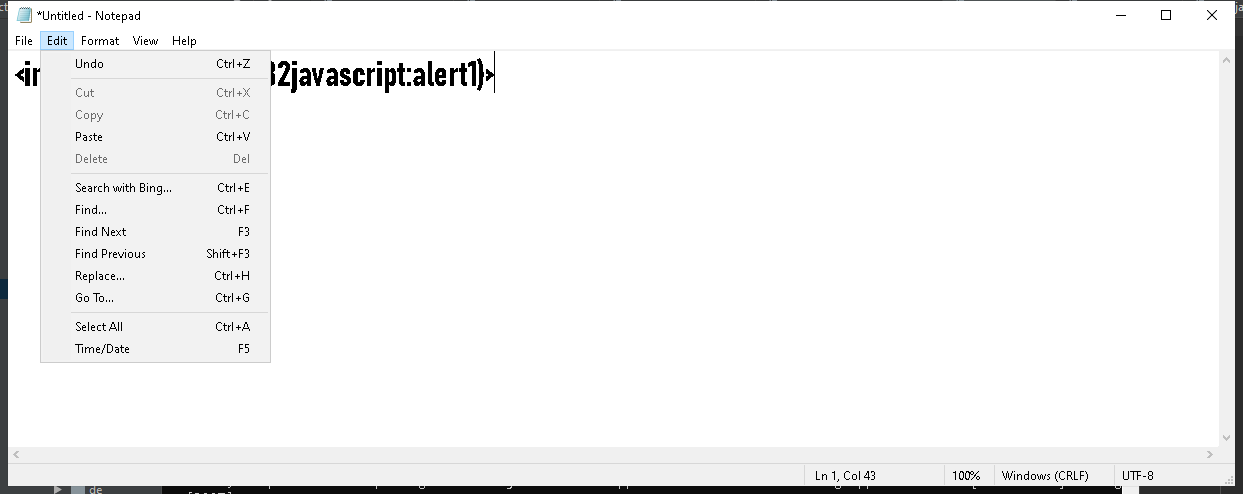 *Untitled - Notepad
File Edit Format View Help
<in 32javascript:alert1)>
Undo Ctrl+Z
Cut Ctrl+X
Copy Ctrl+C
Paste Ctrl+V
Delete Del
Search with Bing... Ctrl+E
Find... Ctrl+F
Find Next F3
Find Previous Shift+F3
Replace... Ctrl+H
Go To... Ctrl+G
Select All Ctrl+A
Time/Date F5
Ln 1, Col 43 100% Windows (CRLF) UTF-8
de